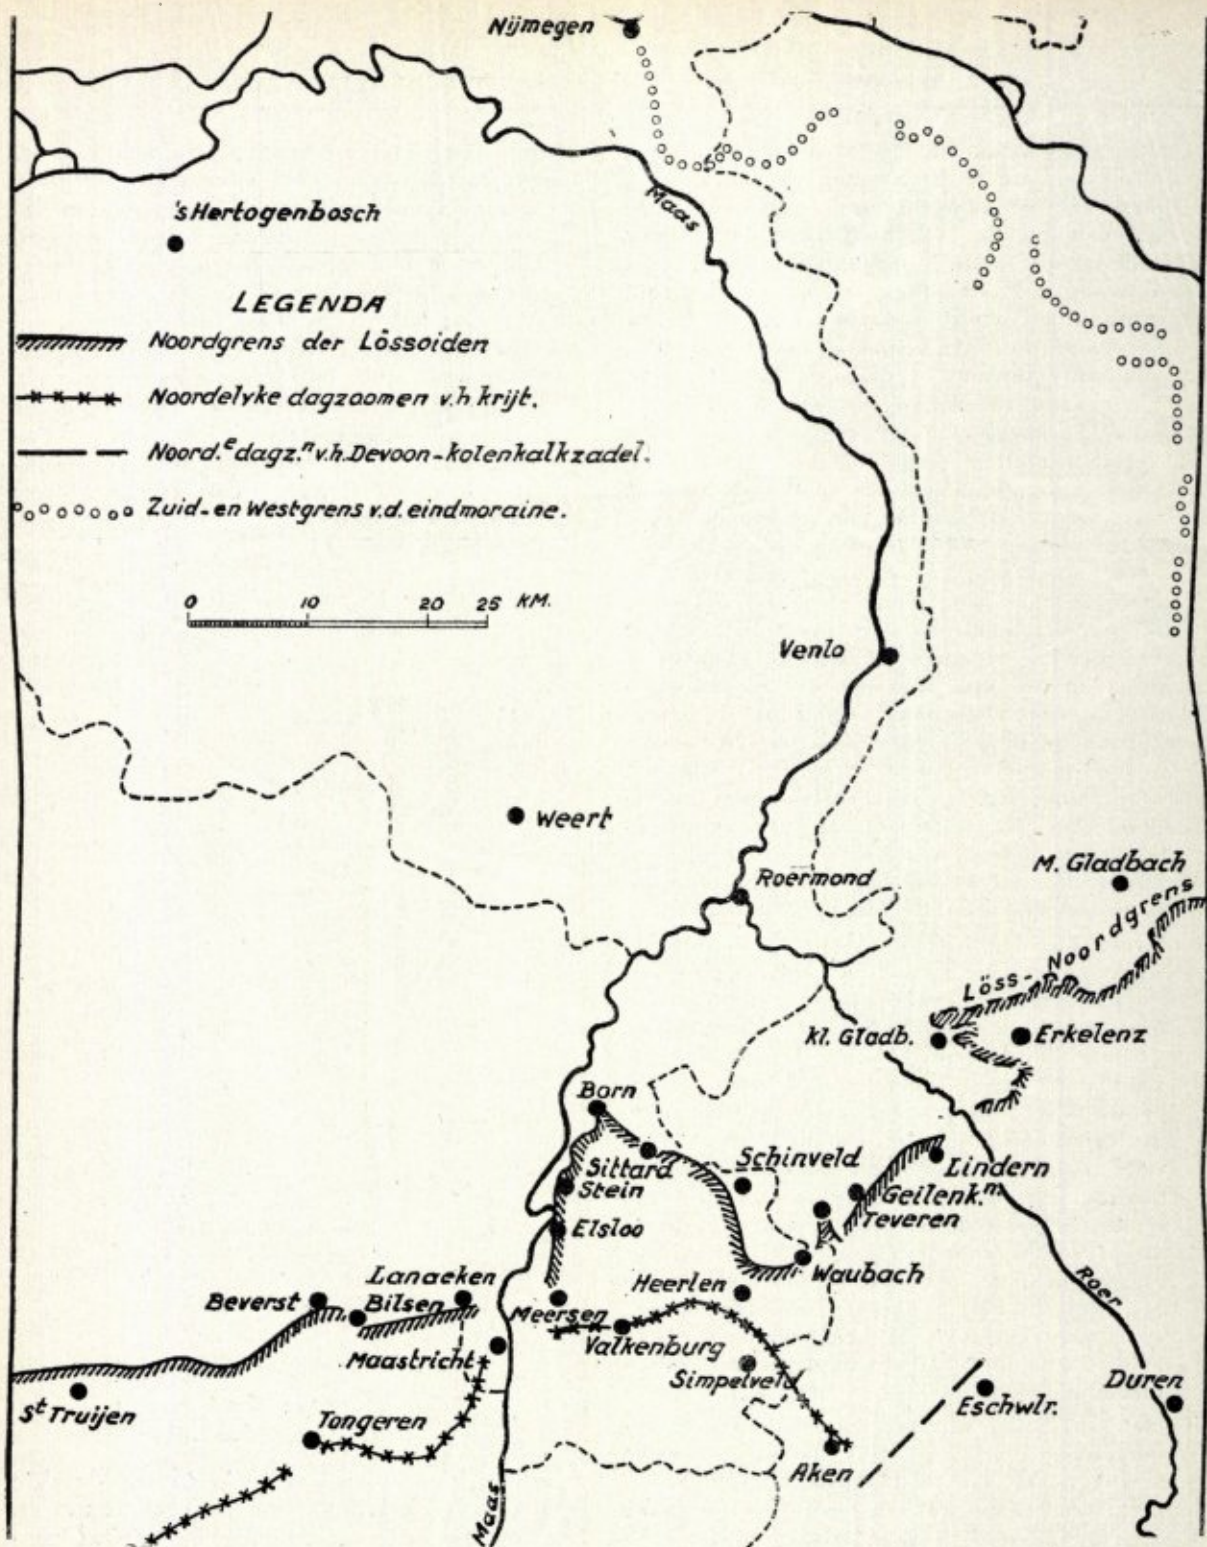 Nijmegen
Maas
'sHertogenbosch
LEGENDA
Noordgrens der Lössoiden
Noordelyke dagzoomen v.h. krijt.
Noord.ᵉ dagz.ⁿ v.h. Devoon-kolenkalkzadel.
Zuid- en Westgrens v.d. eindmoraine.
0 10 20 25 KM.
Venlo
Weert
Roermond
M. Gladbach
Löss-Noordgrens
kl. Gladb.
Erkelenz
Born
Sittard
Schinveld
Lindern
Stein
Geilenk.ᵐ
Teveren
Elsloo
Waubach
Lanaeken
Heerlen
Roer
Beverst
Bilsen
Meersen
Valkenburg
Maastricht
Simpelveld
Duren
Sᵗ Truijen
Tongeren
Eschwlr.
Aken
Maas